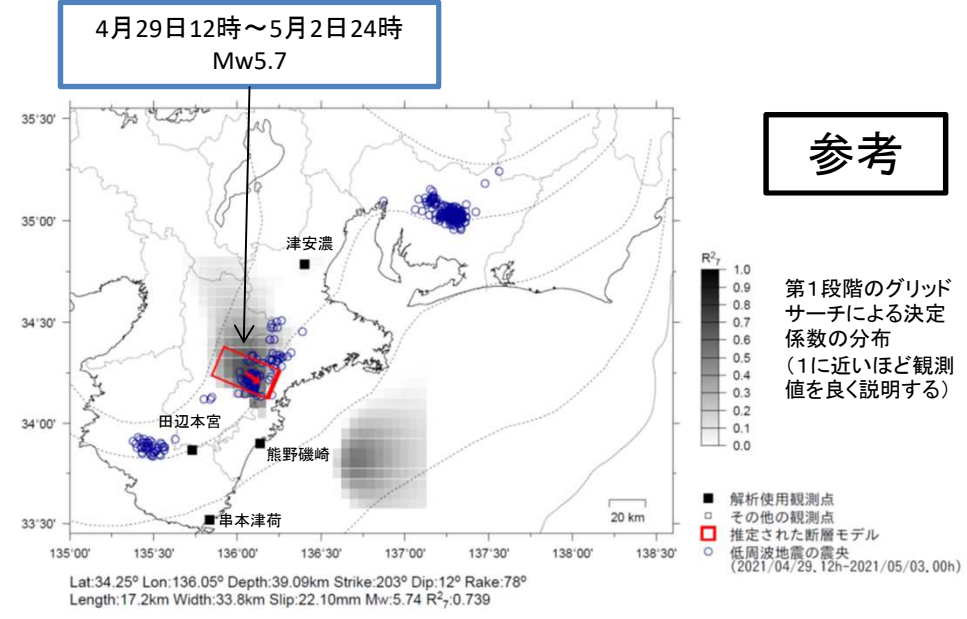 4月29日12時～5月2日24時
Mw5.7
参考
35°30'
35°00'
34°30'
34°00'
33°30'
135°00'
135°30'
136°00'
136°30'
137°00'
137°30'
138°00'
138°30'
津安濃
田辺本宮
熊野磯崎
串本津荷
20 km
R²₇
1.0
0.9
0.8
0.7
0.6
0.5
0.4
0.3
0.2
0.1
0.0
第１段階のグリッド
サーチによる決定
係数の分布
（１に近いほど観測
値を良く説明する）
解析使用観測点
その他の観測点
推定された断層モデル
低周波地震の震央
(2021/04/29.12h-2021/05/03.00h)
Lat:34.25° Lon:136.05° Depth:39.09km Strike:203° Dip:12° Rake:78°
Length:17.2km Width:33.8km Slip:22.10mm Mw:5.74 R²₇:0.739